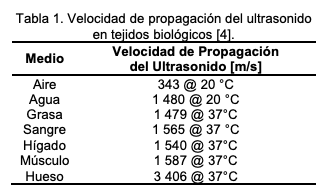 Tabla 1. Velocidad de propagación del ultrasonido
en tejidos biológicos [4].
Medio Velocidad de Propagación
del Ultrasonido [m/s]
Aire 343 @ 20 °C
Agua 1 480 @ 20 °C
Grasa 1 479 @ 37°C
Sangre 1 565 @ 37 °C
Hígado 1 540 @ 37°C
Músculo 1 587 @ 37°C
Hueso 3 406 @ 37°C